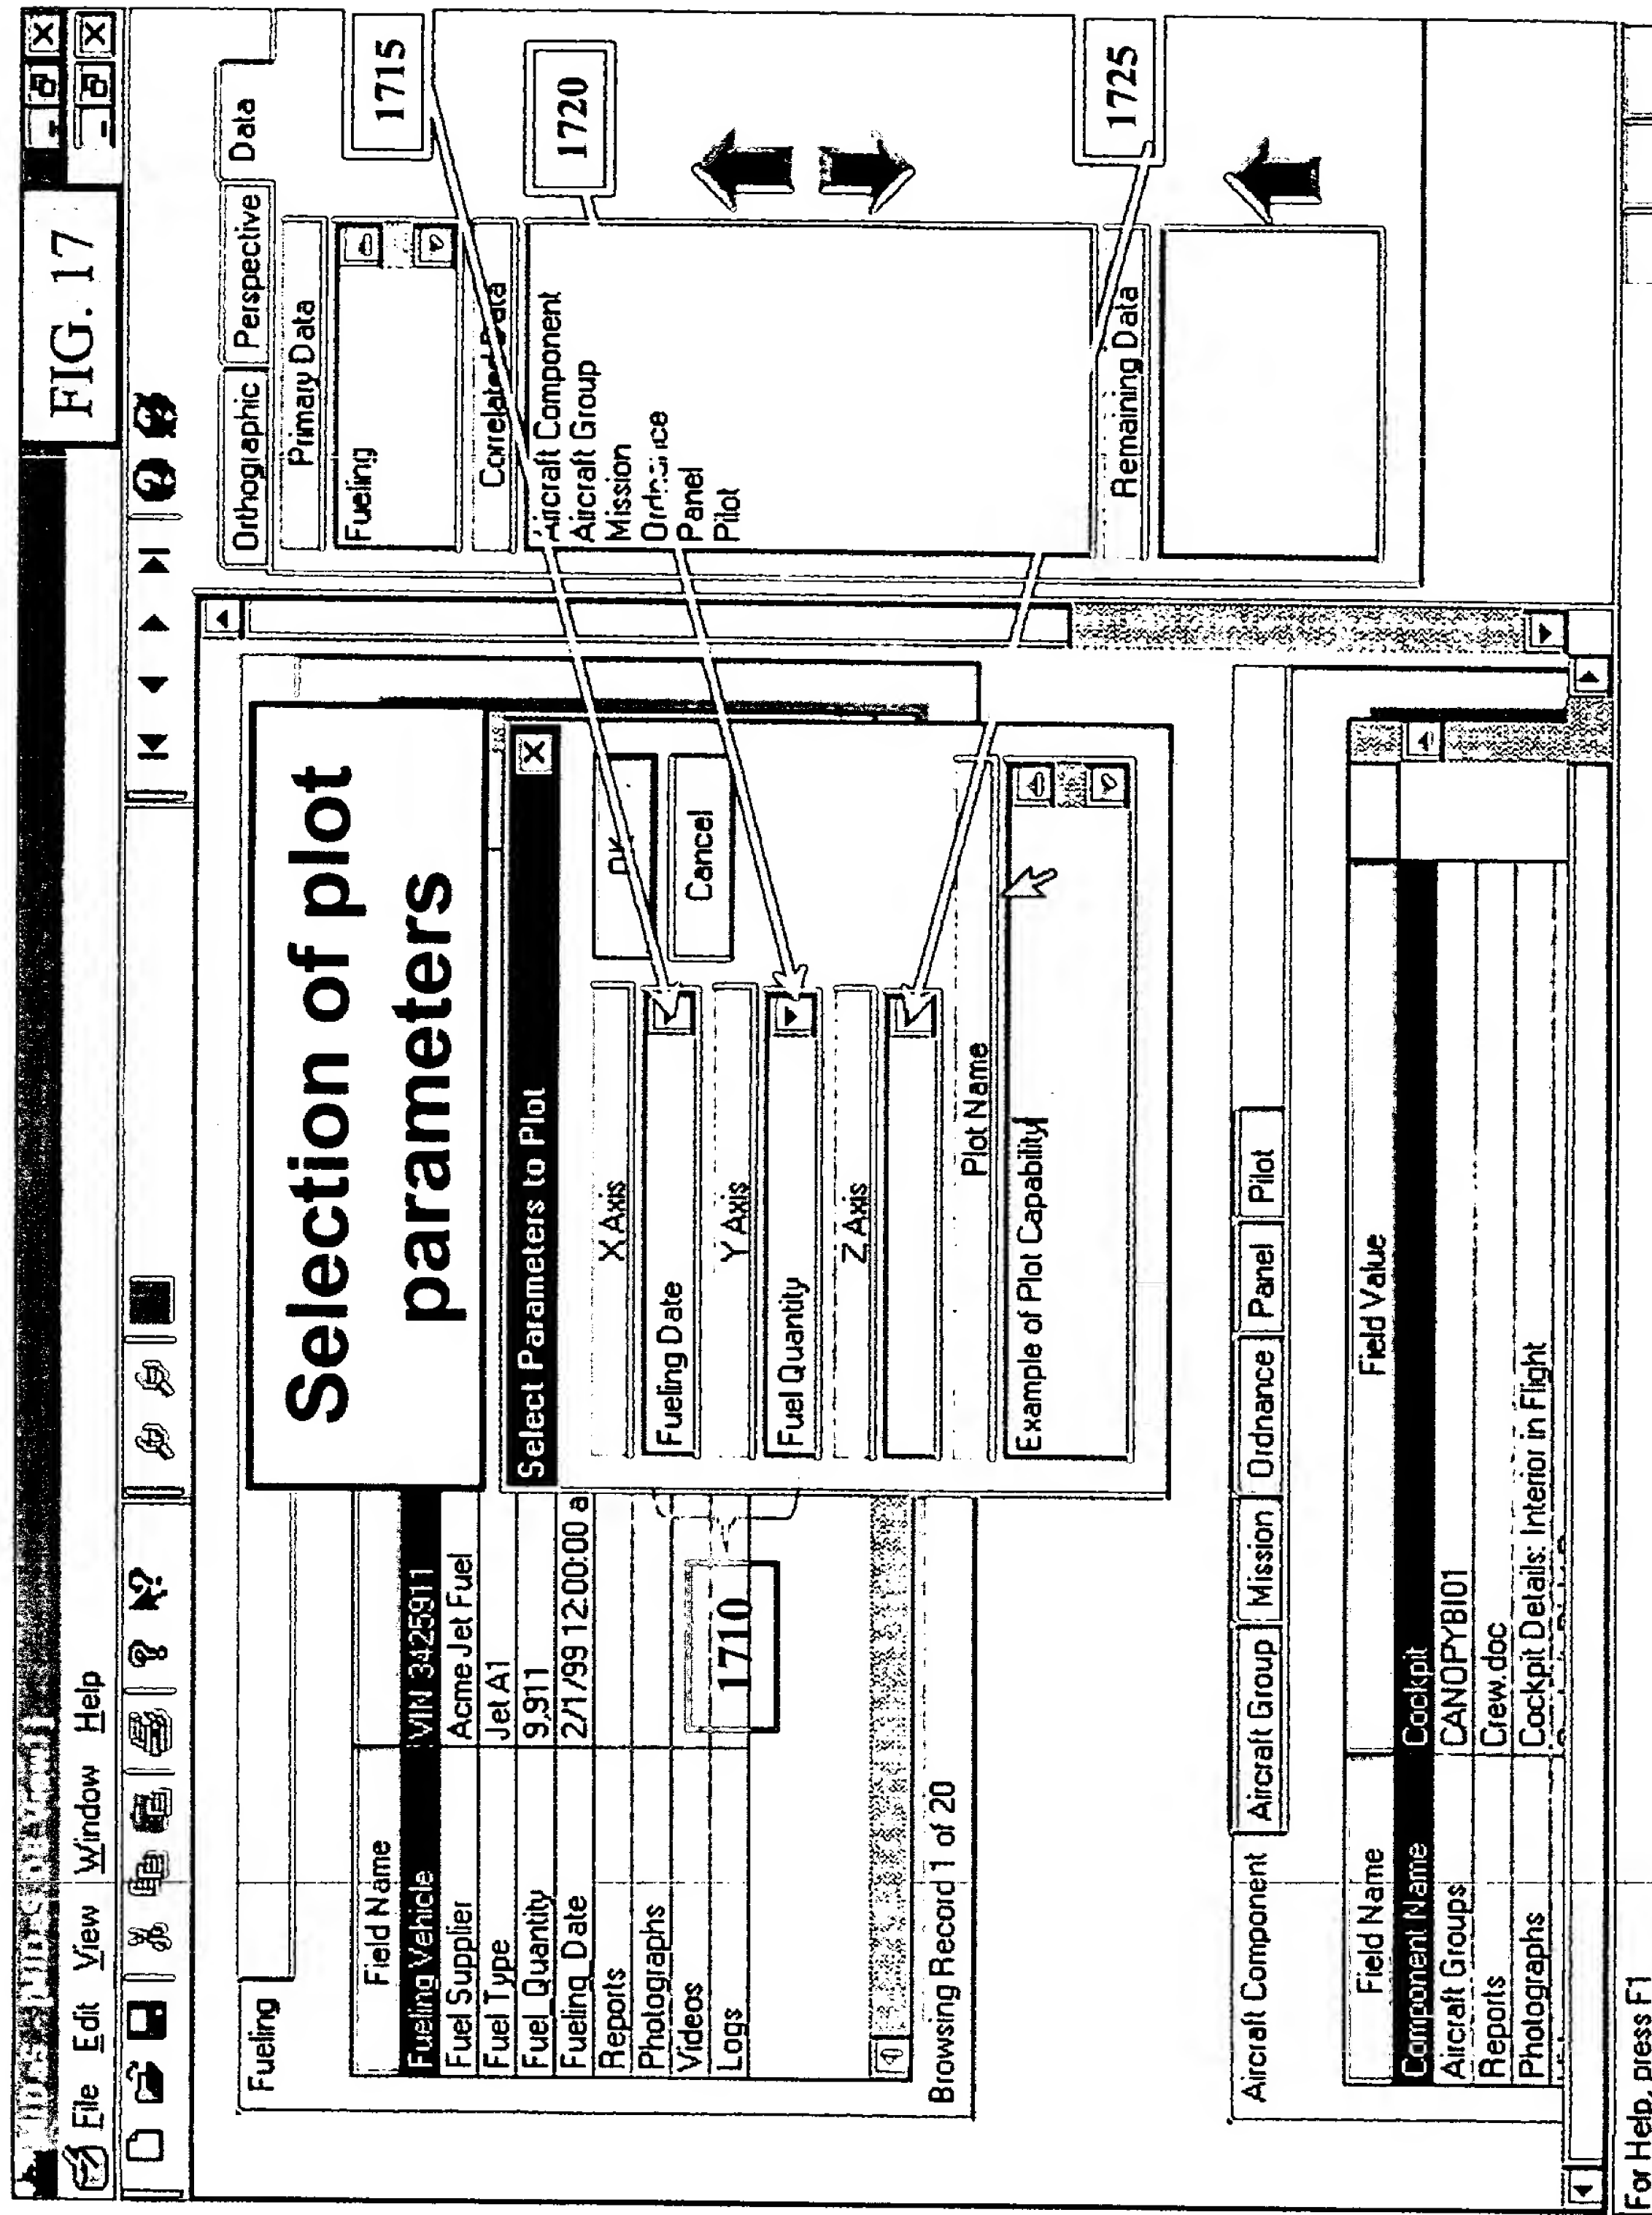 FIG. 17
File Edit View Window Help
Fueling
Field Name
Fueling Vehicle VIN 3425911
Fuel Supplier Acme Jet Fuel
Fuel Type Jet A1
Fuel Quantity 9,911
Fueling Date 2/1/99 12:00:00 a
Reports
Photographs
Videos
Logs
1710
Browsing Record 1 of 20
Selection of plot
parameters
Select Parameters to Plot
X Axis
Fueling Date
Y Axis
Fuel Quantity
Z Axis
OK
Cancel
Plot Name
Example of Plot Capability
Orthographic Perspective Data
Primary Data
Fueling
Correlated Data
Aircraft Component
Aircraft Group
Mission
Ordnance
Panel
Pilot
Remaining Data
1715
1720
1725
Aircraft Component Aircraft Group Mission Ordnance Panel Pilot
Field Name Field Value
Component Name Cockpit
Aircraft Groups CANOPYBI01
Reports Crew.doc
Photographs Cockpit Details: Interior in Flight
For Help, press F1